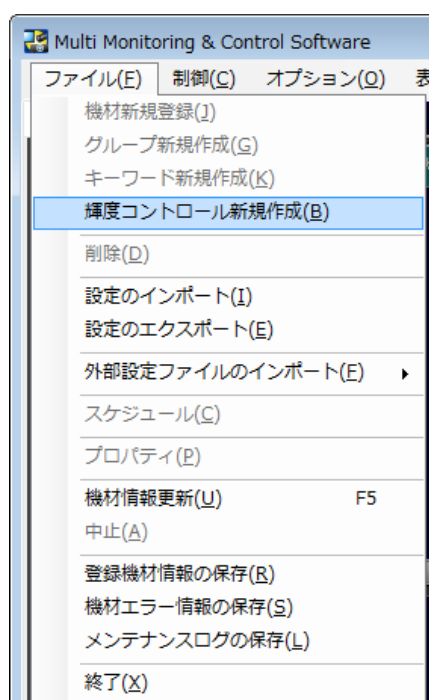 Multi Monitoring & Control Software
ファイル(F) 制御(C) オプション(O) 表
機材新規登録(J)
グループ新規作成(G)
キーワード新規作成(K)
輝度コントロール新規作成(B)
削除(D)
設定のインポート(I)
設定のエクスポート(E)
外部設定ファイルのインポート(F)
スケジュール(C)
プロパティ(P)
機材情報更新(U) F5
中止(A)
登録機材情報の保存(R)
機材エラー情報の保存(S)
メンテナンスログの保存(L)
終了(X)